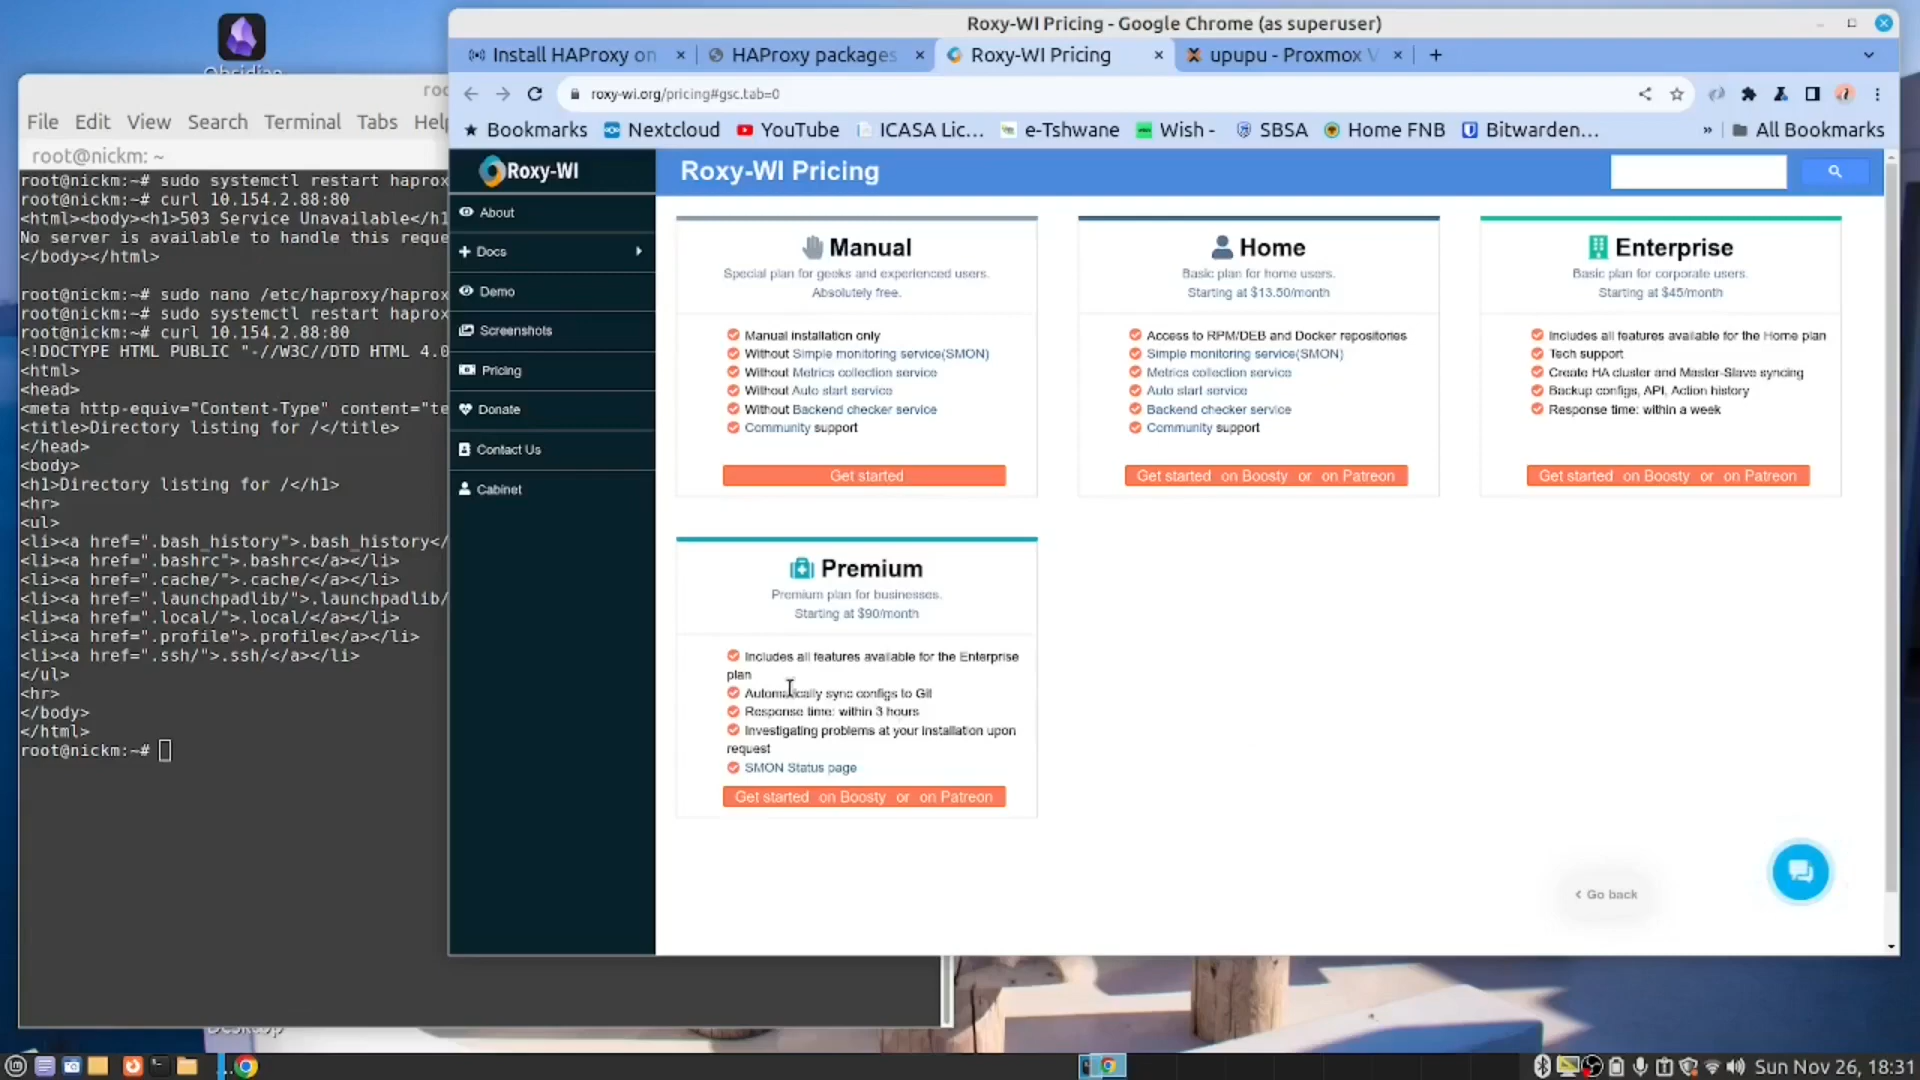 Obsidian
File Edit View Search Terminal Tabs Help
root@nickm: ~
root@nickm:~# sudo systemctl restart haprox
root@nickm:~# curl 10.154.2.88:80
<html><body><h1>503 Service Unavailable</h1
No server is available to handle this reque
</body></html>
root@nickm:~# sudo nano /etc/haproxy/haprox
root@nickm:~# sudo systemctl restart haprox
root@nickm:~# curl 10.154.2.88:80
<!DOCTYPE HTML PUBLIC "-//W3C//DTD HTML 4.0
<html>
<head>
<meta http-equiv="Content-Type" content="te
<title>Directory listing for /</title>
</head>
<body>
<h1>Directory listing for /</h1>
<hr>
<ul>
<li><a href=".bash_history">.bash_history</
<li><a href=".bashrc">.bashrc</a></li>
<li><a href=".cache/">.cache/</a></li>
<li><a href=".launchpadlib/">.launchpadlib/
<li><a href=".local/">.local/</a></li>
<li><a href=".profile">.profile</a></li>
<li><a href=".ssh/">.ssh/</a></li>
</ul>
<hr>
</body>
</html>
root@nickm:~#
Roxy-WI Pricing - Google Chrome (as superuser)
Install HAProxy on
HAProxy packages
Roxy-WI Pricing
upupu - Proxmox V
roxy-wi.org/pricing#gsc.tab=0
Bookmarks Nextcloud YouTube ICASA Lic... e-Tshwane Wish - SBSA Home FNB Bitwarden... » All Bookmarks
Roxy-WI
About
Docs
Demo
Screenshots
Pricing
Donate
Contact Us
Cabinet
Roxy-WI Pricing
Manual
Special plan for geeks and experienced users.
Absolutely free.
Manual installation only
Without Simple monitoring service(SMON)
Without Metrics collection service
Without Auto start service
Without Backend checker service
Community support
Get started
Home
Basic plan for home users.
Starting at $13.50/month
Access to RPM/DEB and Docker repositories
Simple monitoring service(SMON)
Metrics collection service
Auto start service
Backend checker service
Community support
Get started on Boosty or on Patreon
Enterprise
Basic plan for corporate users.
Starting at $45/month
Includes all features available for the Home plan
Tech support
Create HA cluster and Master-Slave syncing
Backup configs, API, Action history
Response time: within a week
Get started on Boosty or on Patreon
Premium
Premium plan for businesses.
Starting at $90/month
Includes all features available for the Enterprise
plan
Automatically sync configs to Git
Response time: within 3 hours
Investigating problems at your installation upon
request
SMON Status page
Get started on Boosty or on Patreon
< Go back
Sun Nov 26, 18:31